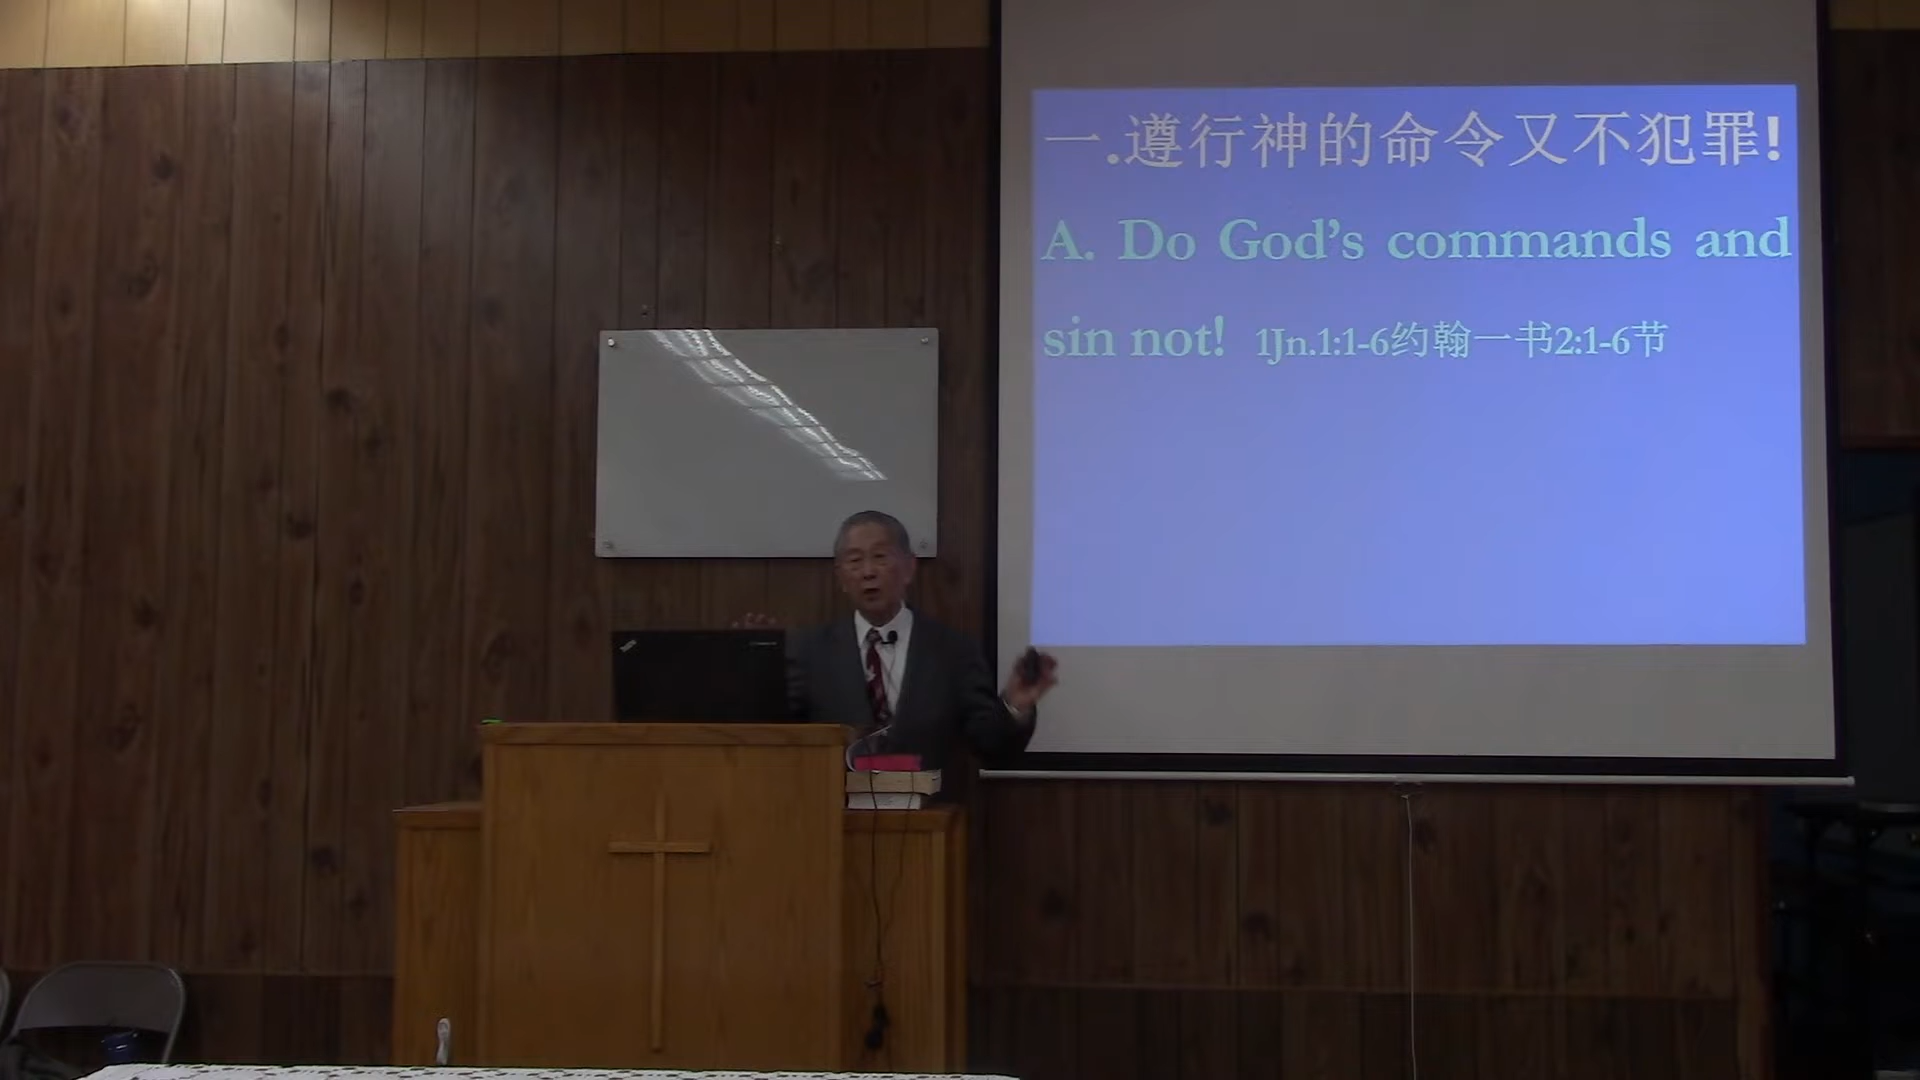 一.遵行神的命令又不犯罪!
A. Do God's commands and
sin not! 1Jn.1:1-6约翰一书2:1-6节